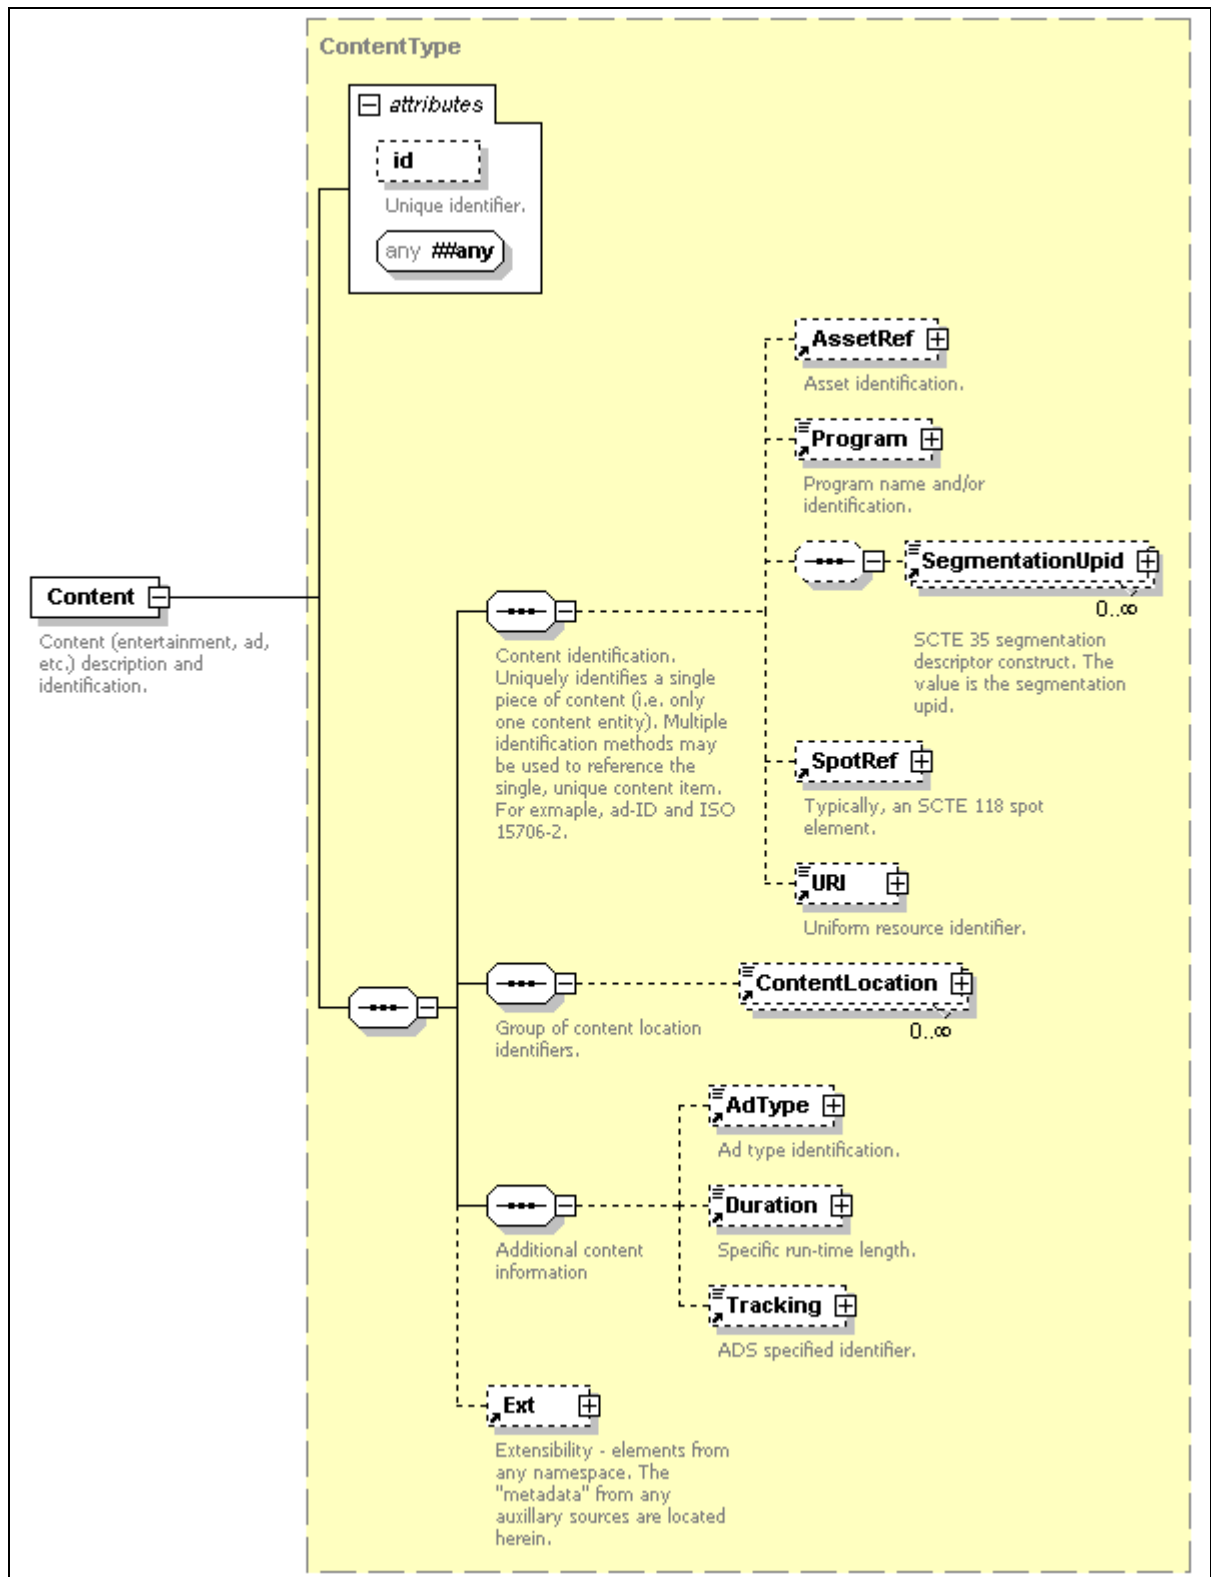 ContentType
attributes
id
Unique identifier.
any ##any
AssetRef
Asset identification.
Program
Program name and/or
identification.
SegmentationUpid
0..∞
SCTE 35 segmentation
descriptor construct. The
value is the segmentation
upid.
Content
Content (entertainment, ad,
etc.) description and
identification.
Content identification.
Uniquely identifies a single
piece of content (i.e. only
one content entity). Multiple
identification methods may
be used to reference the
single, unique content item.
For exmaple, ad-ID and ISO
15706-2.
SpotRef
Typically, an SCTE 118 spot
element.
URI
Uniform resource identifier.
ContentLocation
0..∞
Group of content location
identifiers.
AdType
Ad type identification.
Duration
Specific run-time length.
Additional content
information
Tracking
ADS specified identifier.
Ext
Extensibility - elements from
any namespace. The
"metadata" from any
auxillary sources are located
herein.